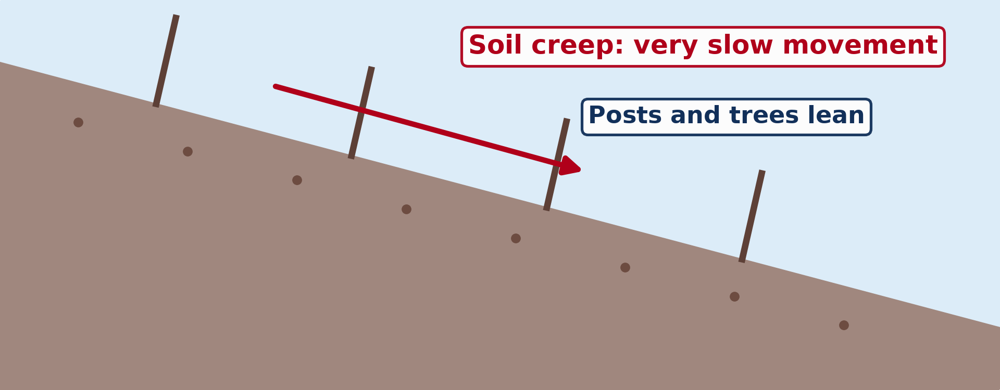 Soil creep: very slow movement
Posts and trees lean